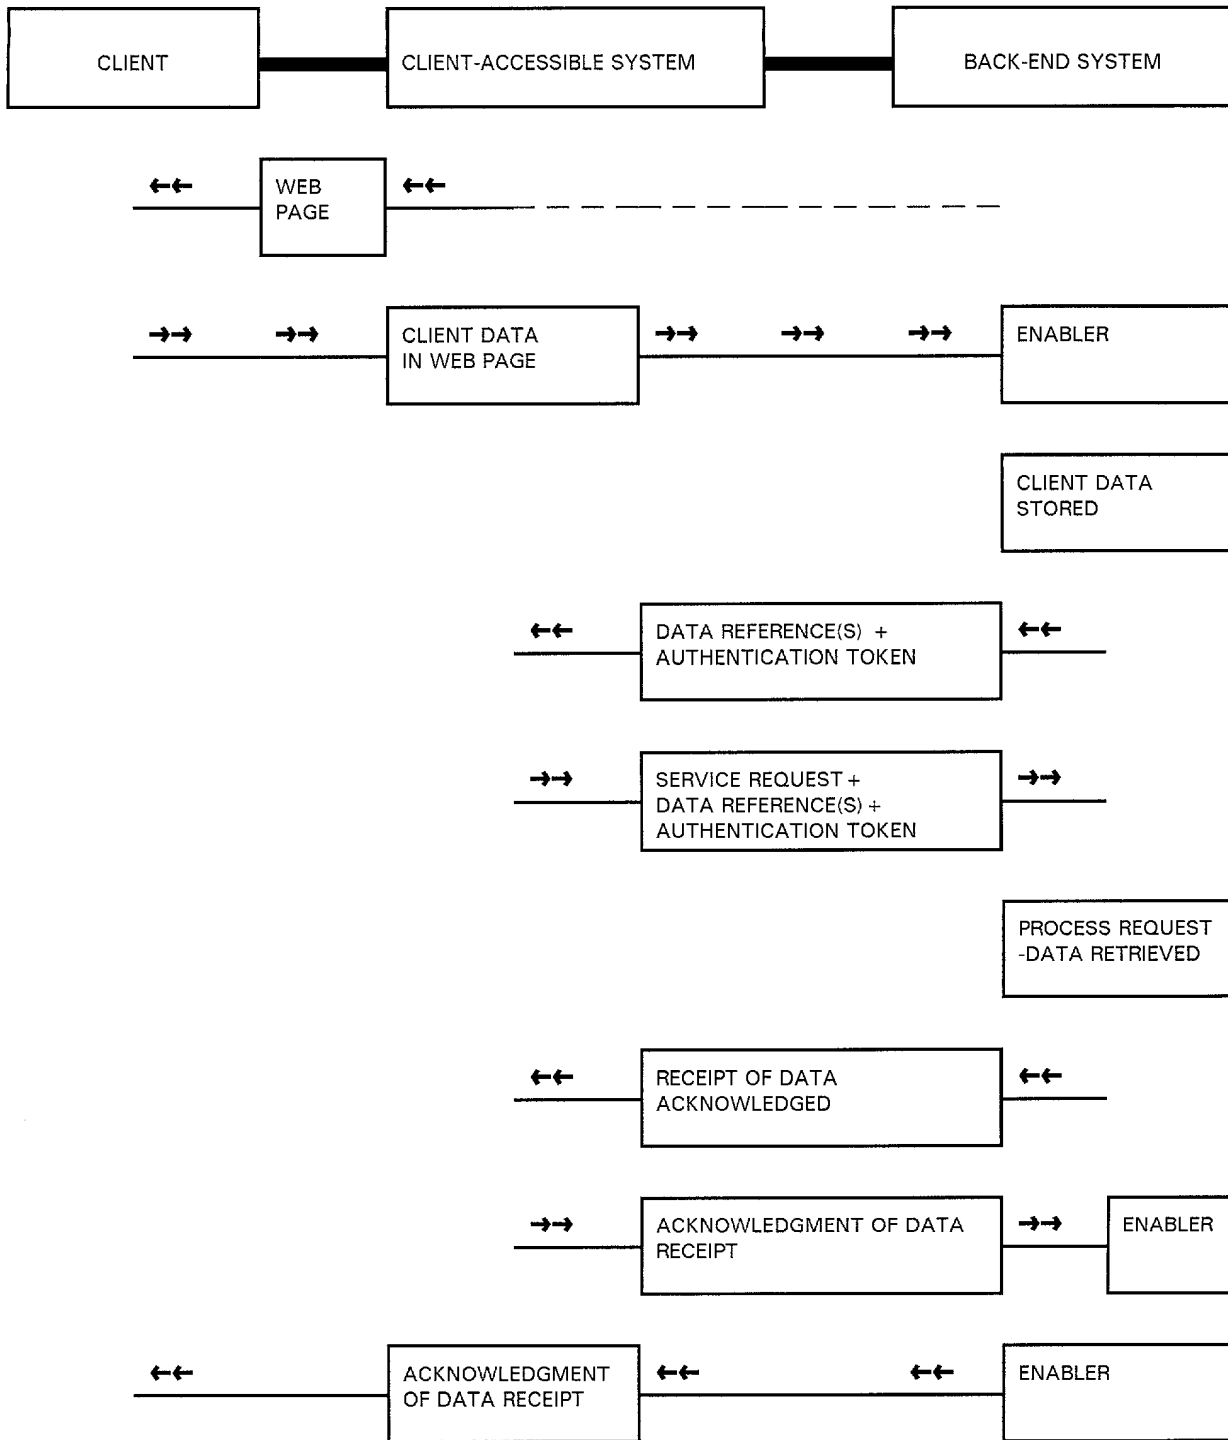 CLIENT
CLIENT-ACCESSIBLE SYSTEM
BACK-END SYSTEM
WEB
PAGE
CLIENT DATA
IN WEB PAGE
ENABLER
CLIENT DATA
STORED
DATA REFERENCE(S) +
AUTHENTICATION TOKEN
SERVICE REQUEST +
DATA REFERENCE(S) +
AUTHENTICATION TOKEN
PROCESS REQUEST
-DATA RETRIEVED
RECEIPT OF DATA
ACKNOWLEDGED
ACKNOWLEDGMENT OF DATA
RECEIPT
ENABLER
ACKNOWLEDGMENT
OF DATA RECEIPT
ENABLER